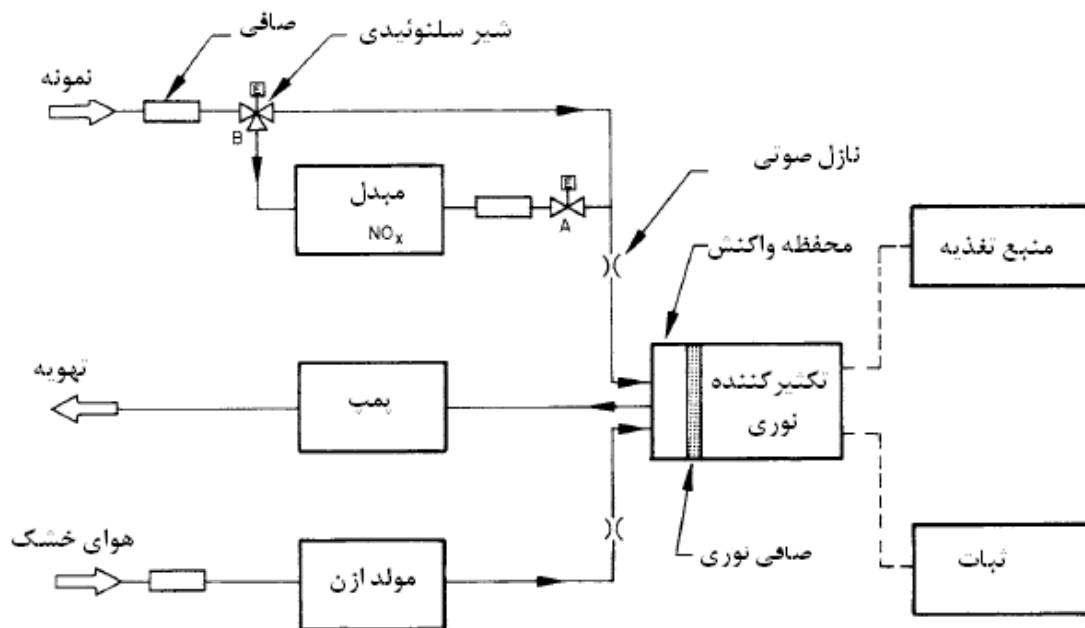 صافی
شیر سلنوئیدی
نمونه
E
B
مبدل
NOx
E
A
نازل صوتی
محفظه واکنش
منبع تغذیه
تهویه
پمپ
تکثیرکننده
نوری
هوای خشک
مولد ازن
صافی نوری
ثبات